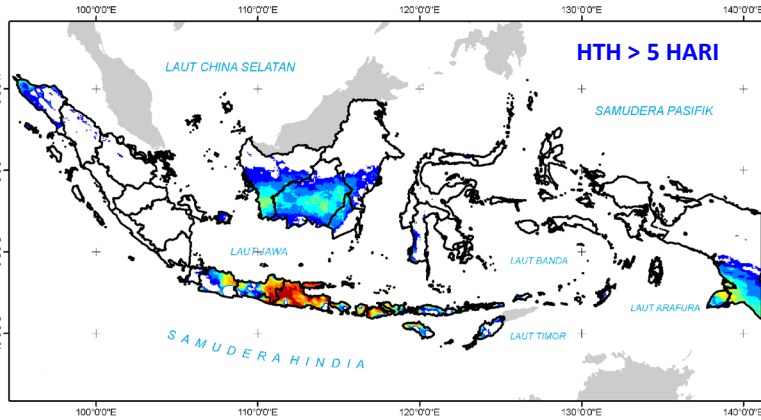 100°0'0"E 110°0'0"E 120°0'0"E 130°0'0"E 140°0'0"E
HTH > 5 HARI
LAUT CHINA SELATAN
SAMUDERA PASIFIK
LAUT JAWA
LAUT BANDA
LAUT ARAFURA
LAUT TIMOR
SAMUDERA HINDIA
100°0'0"E 110°0'0"E 120°0'0"E 130°0'0"E 140°0'0"E